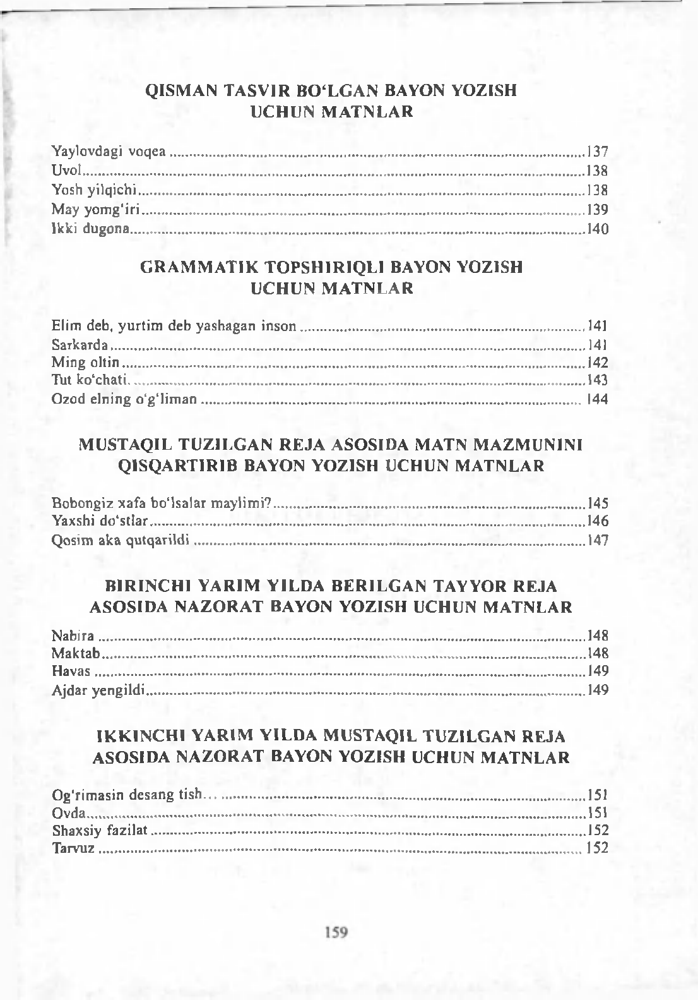 QISMAN TASVIR BO‘LGAN BAYON YOZISH
UCHUN MATNLAR
Yaylovdagi voqea ........ 137
Uvol ........ 138
Yosh yilqichi ........ 138
May yomg‘iri ........ 139
Ikki dugona ........ 140
GRAMMATIK TOPSHIRIQLI BAYON YOZISH
UCHUN MATNLAR
Elim deb, yurtim deb yashagan inson ........ 141
Sarkarda ........ 141
Ming oltin ........ 142
Tut ko‘chati ........ 143
Ozod elning o‘g‘liman ........ 144
MUSTAQIL TUZILGAN REJA ASOSIDA MATN MAZMUNINI
QISQARTIRIB BAYON YOZISH UCHUN MATNLAR
Bobongiz xafa bo‘lsalar maylimi? ........ 145
Yaxshi do‘stlar ........ 146
Qosim aka qutqarildi ........ 147
BIRINCHI YARIM YILDA BERILGAN TAYYOR REJA
ASOSIDA NAZORAT BAYON YOZISH UCHUN MATNLAR
Nabira ........ 148
Maktab ........ 148
Havas ........ 149
Ajdar yengildi ........ 149
IKKINCHI YARIM YILDA MUSTAQIL TUZILGAN REJA
ASOSIDA NAZORAT BAYON YOZISH UCHUN MATNLAR
Og‘rimasin desang tish... ........ 151
Ovda ........ 151
Shaxsiy fazilat ........ 152
Tarvuz ........ 152
159